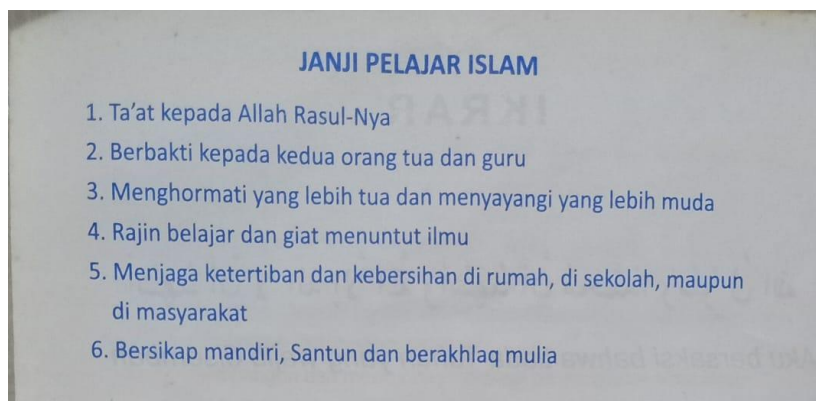 JANJI PELAJAR ISLAM
1. Ta'at kepada Allah Rasul-Nya
2. Berbakti kepada kedua orang tua dan guru
3. Menghormati yang lebih tua dan menyayangi yang lebih muda
4. Rajin belajar dan giat menuntut ilmu
5. Menjaga ketertiban dan kebersihan di rumah, di sekolah, maupun
di masyarakat
6. Bersikap mandiri, Santun dan berakhlaq mulia